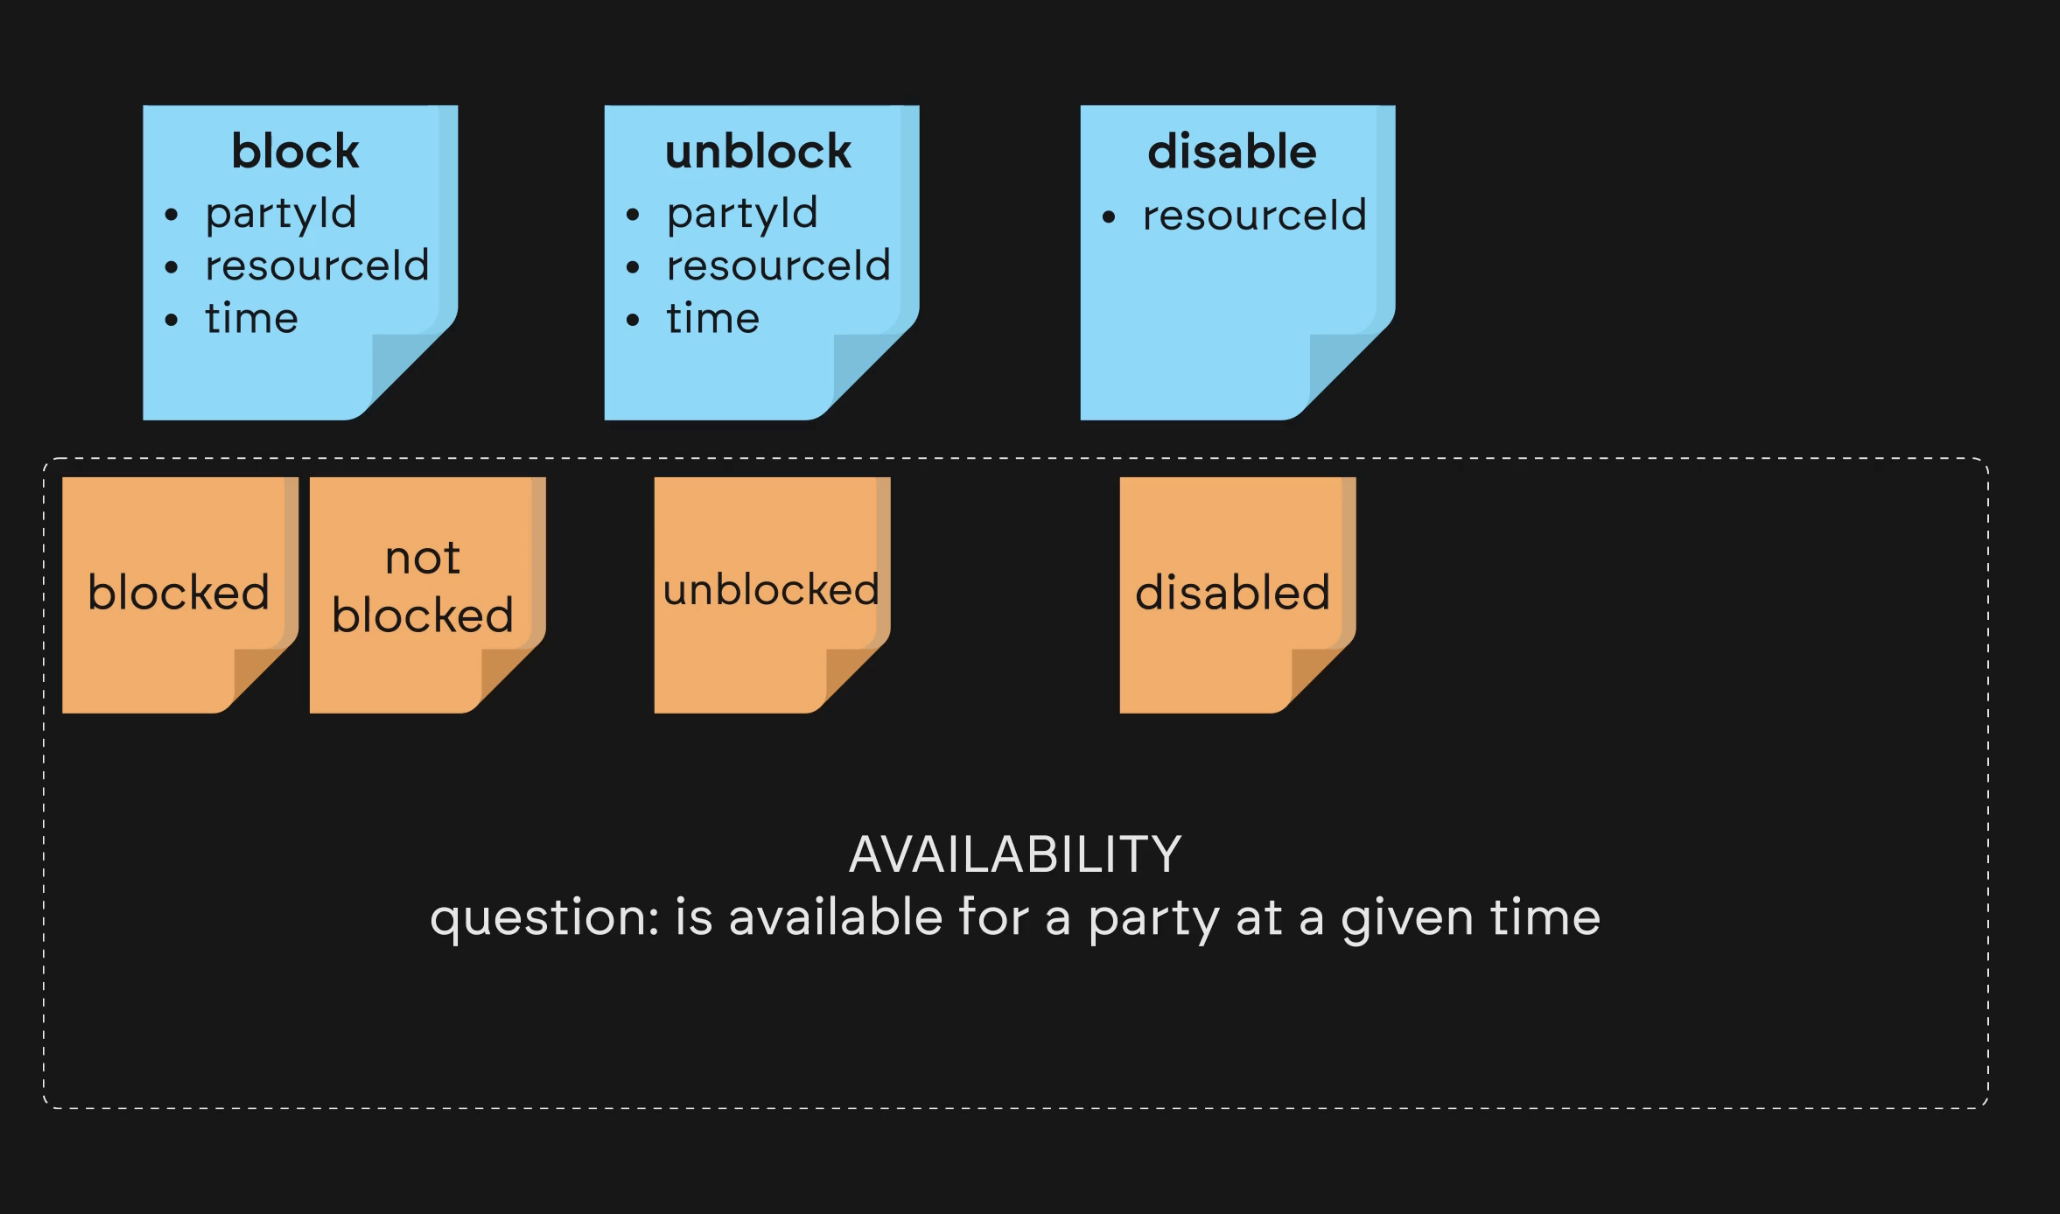 block
• partyId
• resourceId
• time
unblock
• partyId
• resourceId
• time
disable
• resourceId
blocked
not
blocked
unblocked
disabled
AVAILABILITY
question: is available for a party at a given time